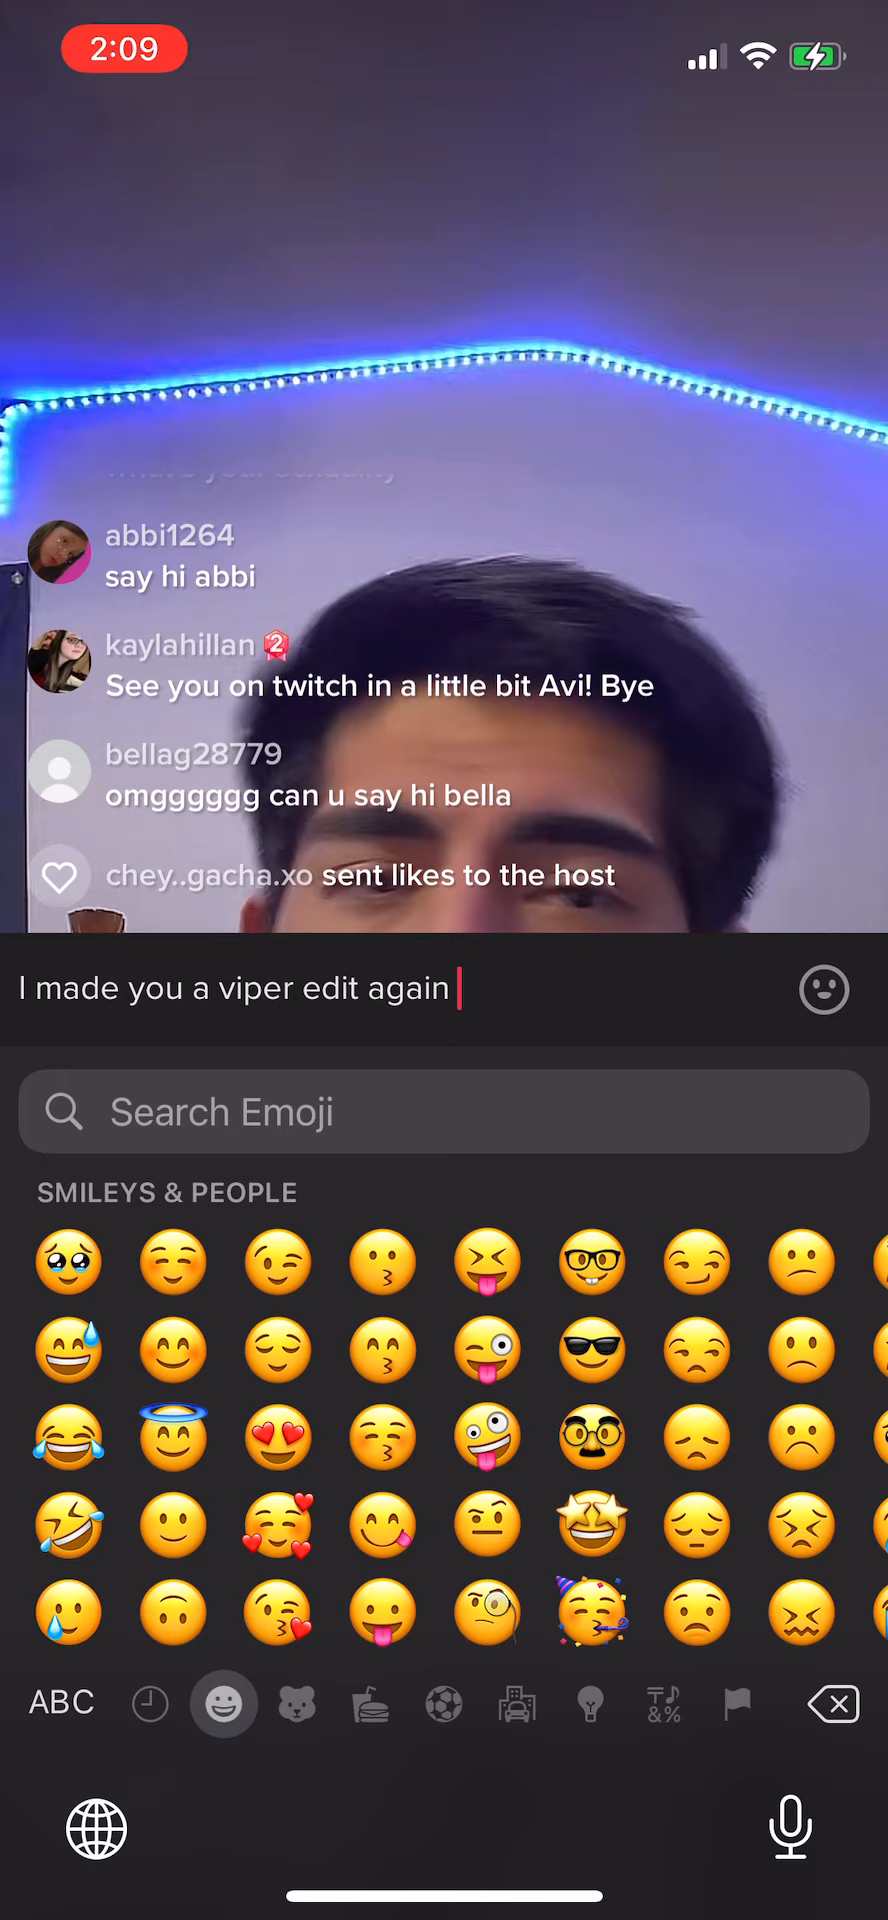 2:09
abbi1264
say hi abbi
kaylahillan 2
See you on twitch in a little bit Avi! Bye
bellag28779
omgggggg can u say hi bella
chey..gacha.xo sent likes to the host
I made you a viper edit again
Search Emoji
SMILEYS & PEOPLE
ABC